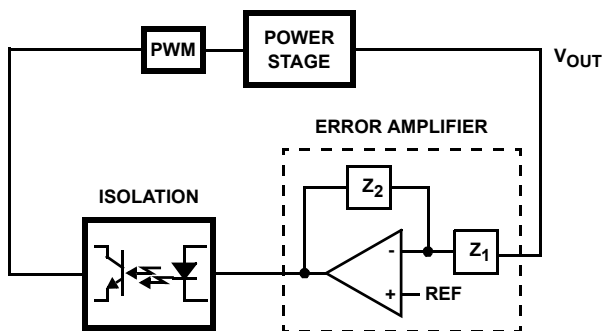 POWER
STAGE
PWM
VOUT
ERROR AMPLIFIER
ISOLATION
Z2
-
Z1
+
REF